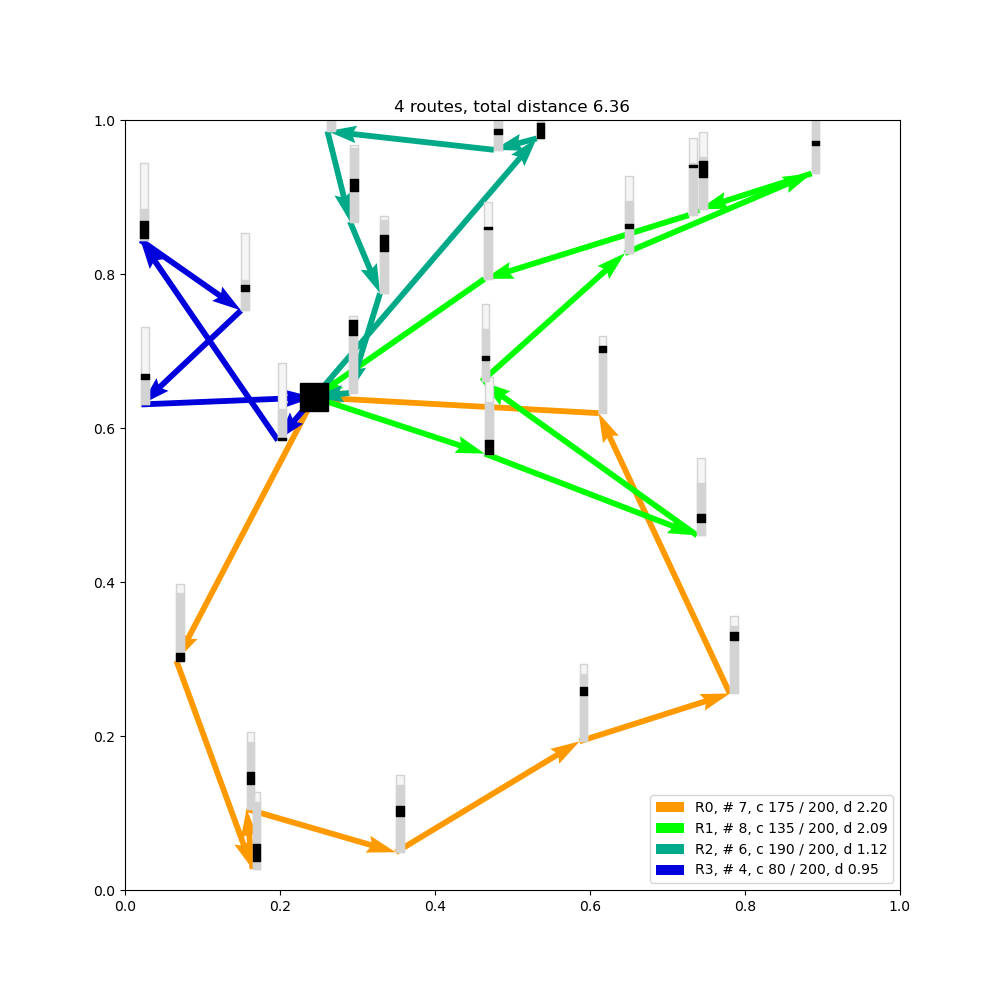 4 routes, total distance 6.36
1.0
0.8
0.6
0.4
0.2
0.0
0.0 0.2 0.4 0.6 0.8 1.0
R0, # 7, c 175 / 200, d 2.20
R1, # 8, c 135 / 200, d 2.09
R2, # 6, c 190 / 200, d 1.12
R3, # 4, c 80 / 200, d 0.95